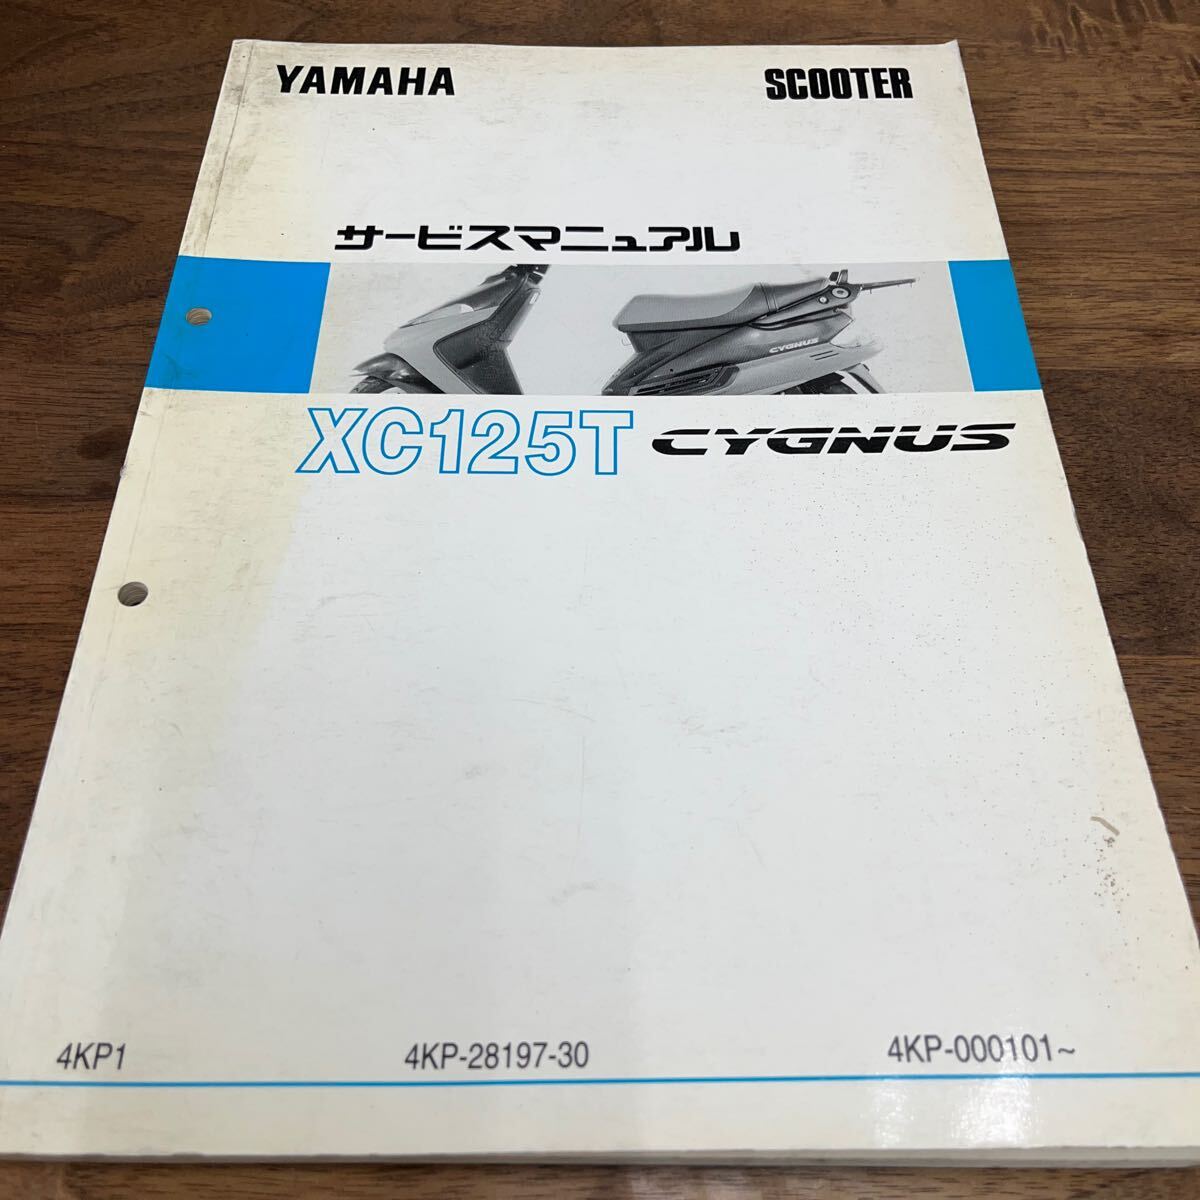 YAMAHA SCOOTER
サービスマニュアル
CYGNUS
XC125T CYGNUS
4KP1 4KP-28197-30 4KP-000101~